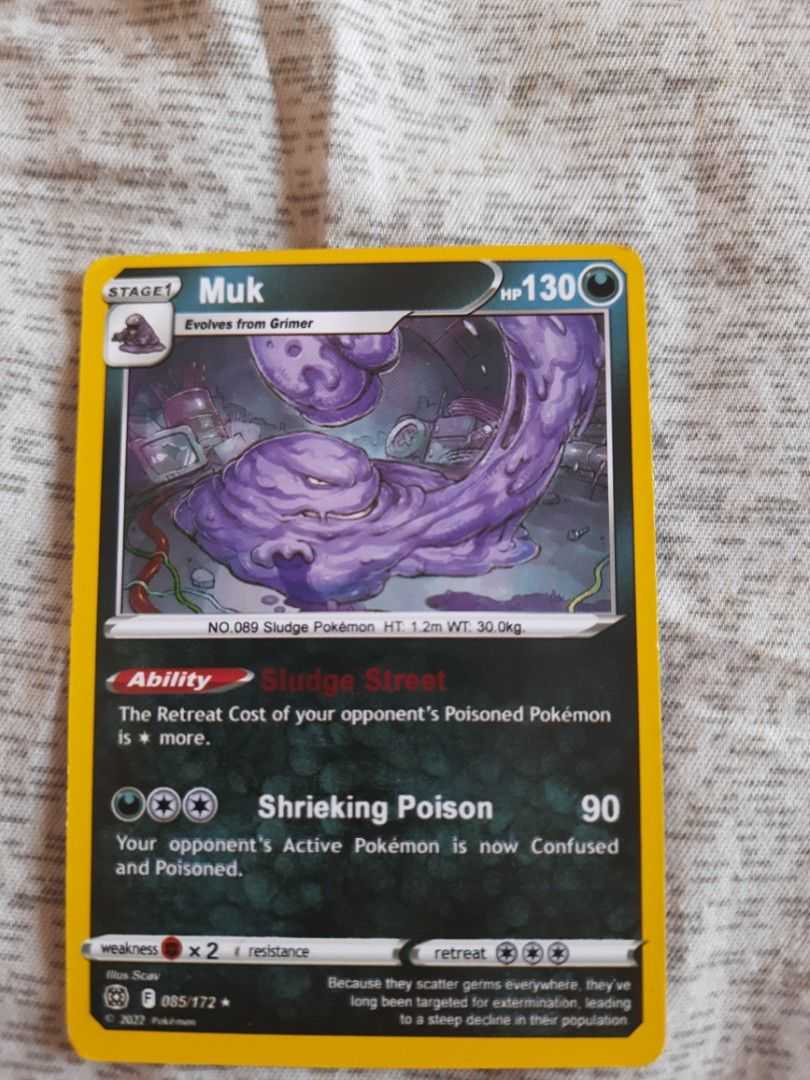 STAGE1 Muk HP130
Evolves from Grimer
NO.089 Sludge Pokémon HT: 1.2m WT: 30.0kg.
Ability Sludge Street
The Retreat Cost of your opponent's Poisoned Pokémon
is ✶ more.
Shrieking Poison 90
Your opponent's Active Pokémon is now Confused
and Poisoned.
weakness x 2 resistance retreat
Illus Scav
F 085/172 ★
© 2022 Pokémon
Because they scatter germs everywhere, they've
long been targeted for extermination, leading
to a steep decline in their population